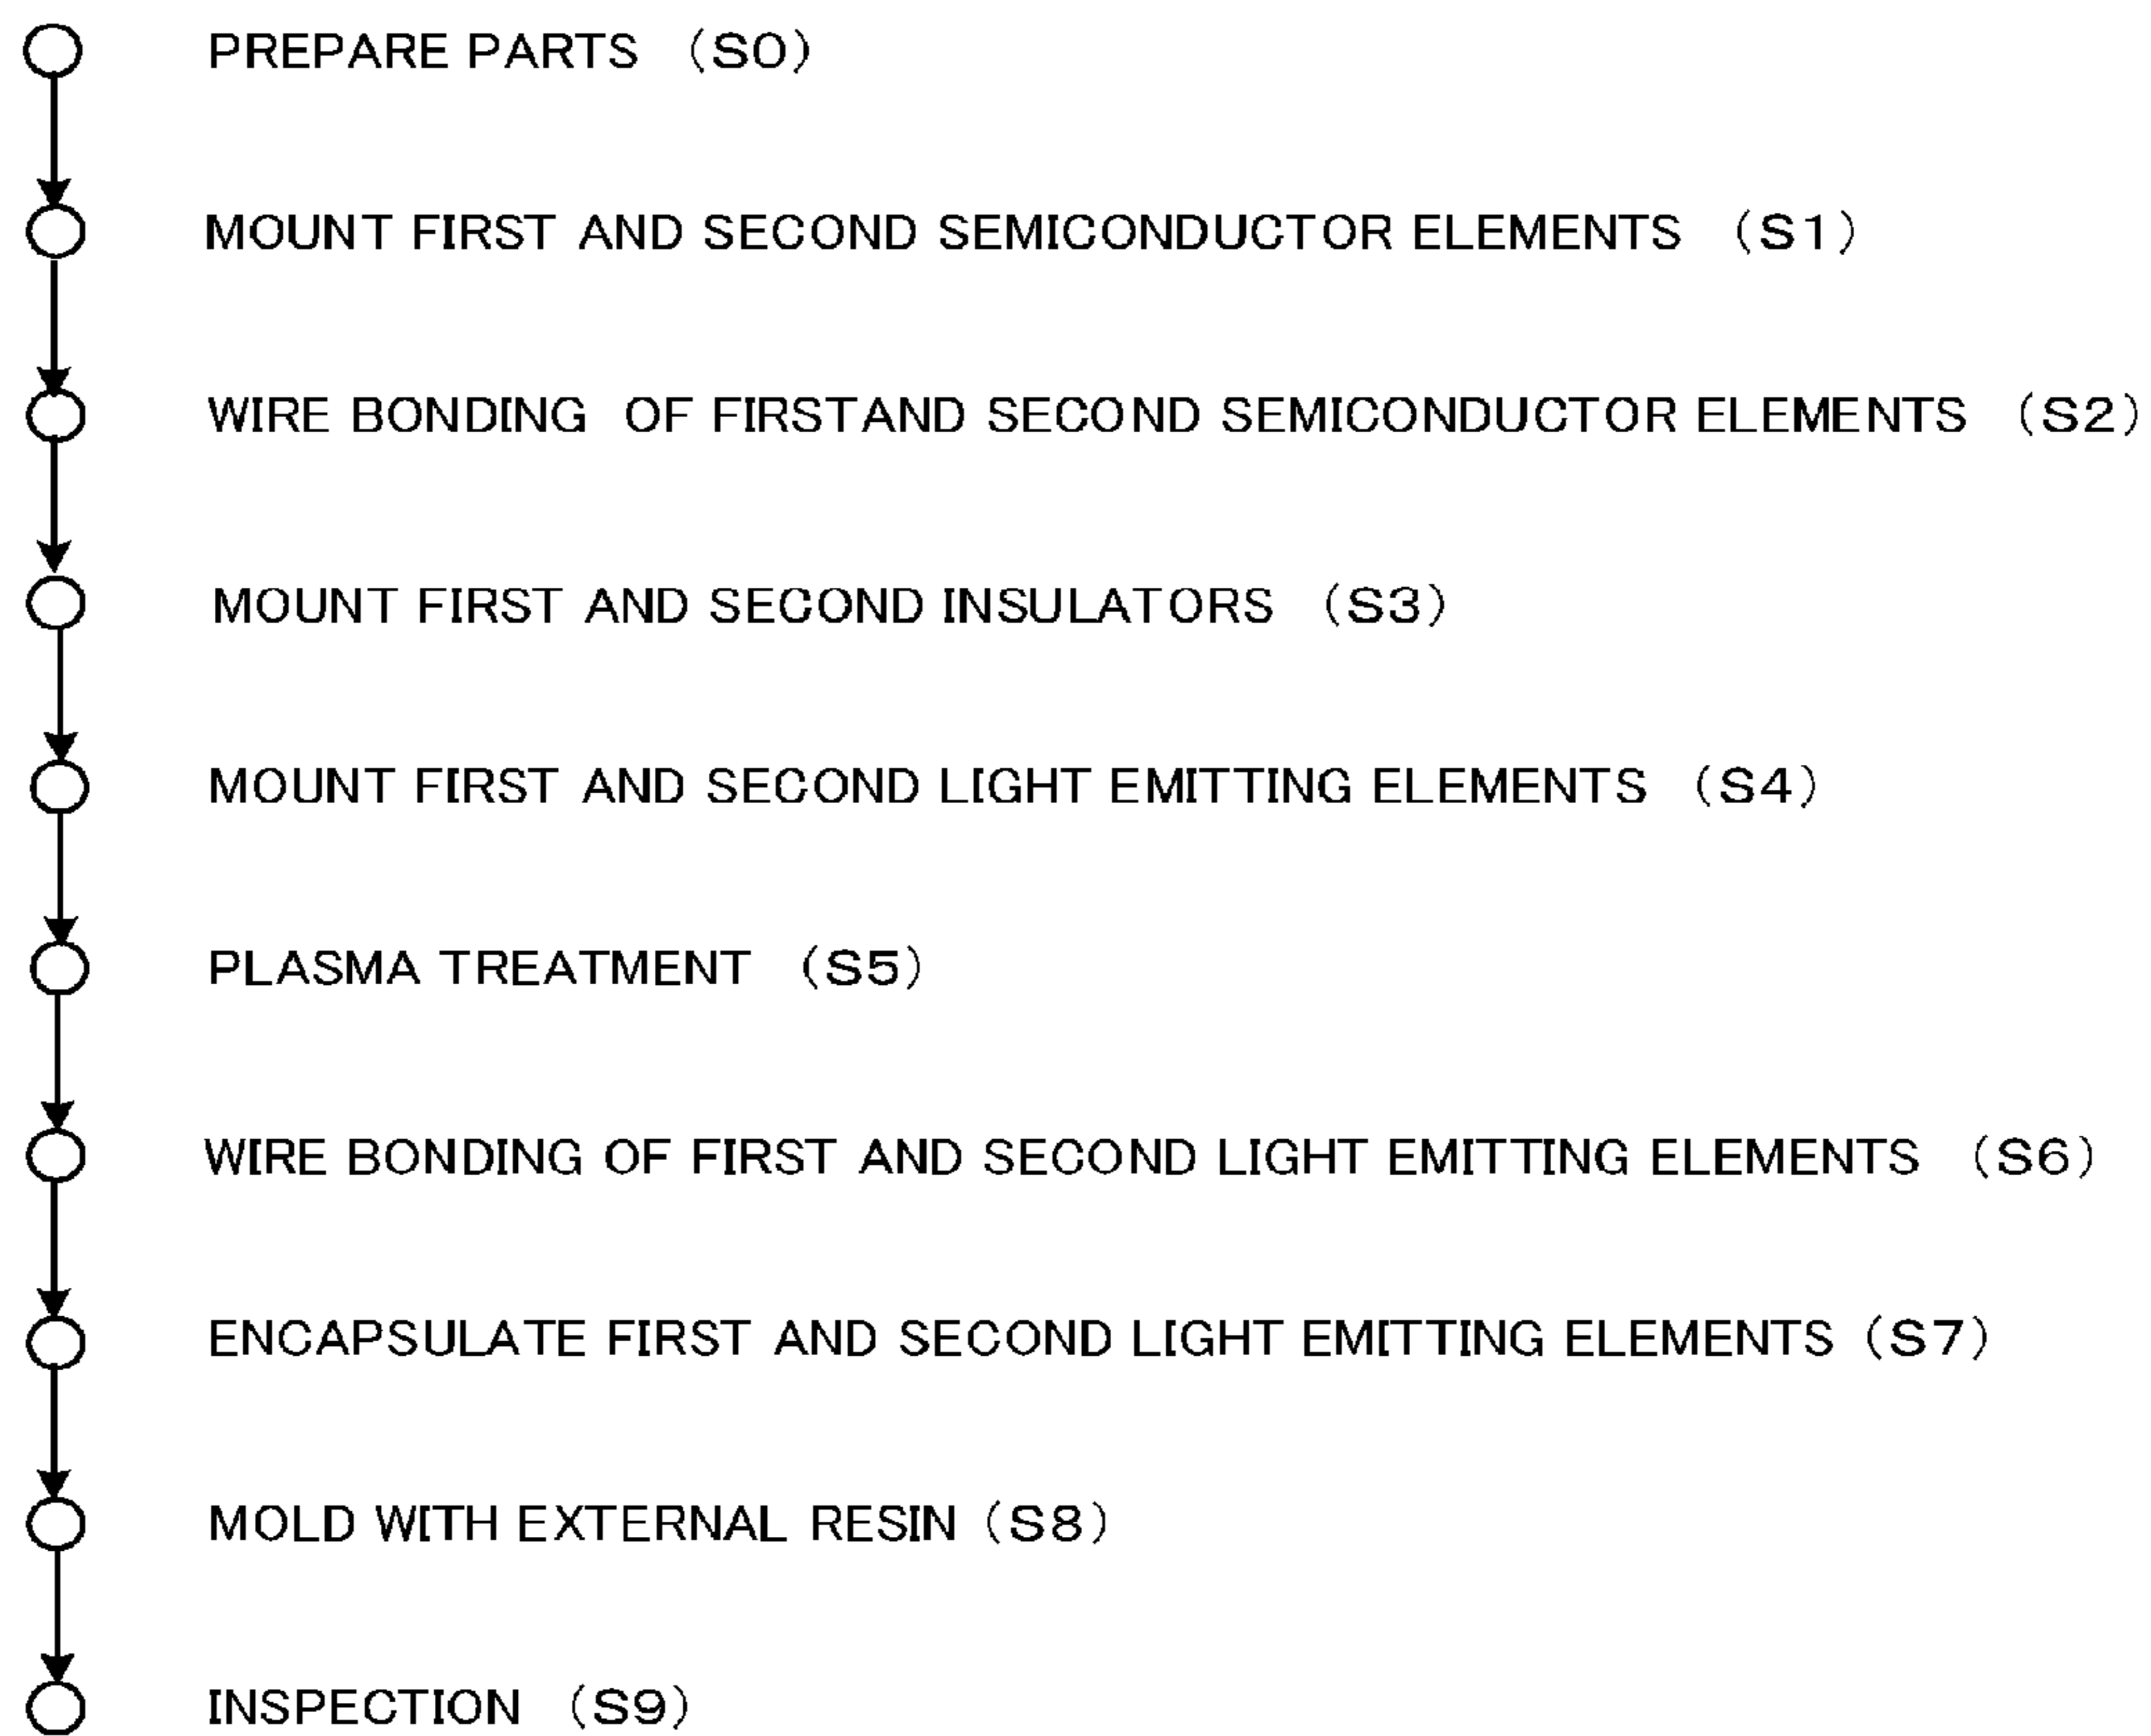 PREPARE PARTS (S0)
MOUNT FIRST AND SECOND SEMICONDUCTOR ELEMENTS (S1)
WIRE BONDING OF FIRSTAND SECOND SEMICONDUCTOR ELEMENTS (S2)
MOUNT FIRST AND SECOND INSULATORS (S3)
MOUNT FIRST AND SECOND LIGHT EMITTING ELEMENTS (S4)
PLASMA TREATMENT (S5)
WIRE BONDING OF FIRST AND SECOND LIGHT EMITTING ELEMENTS (S6)
ENCAPSULATE FIRST AND SECOND LIGHT EMITTING ELEMENTS (S7)
MOLD WITH EXTERNAL RESIN (S8)
INSPECTION (S9)